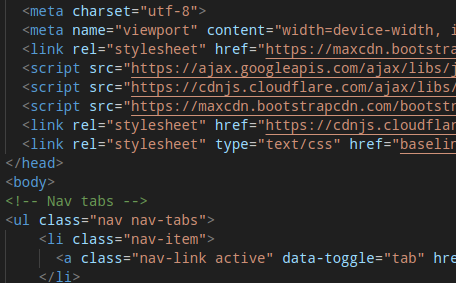 <meta charset="utf-8">
<meta name="viewport" content="width=device-width, i
<link rel="stylesheet" href="https://maxcdn.bootstra
<script src="https://ajax.googleapis.com/ajax/libs/j
<script src="https://cdnjs.cloudflare.com/ajax/libs/
<script src="https://maxcdn.bootstrapcdn.com/bootstr
<link rel="stylesheet" href="https://cdnjs.cloudflar
<link rel="stylesheet" type="text/css" href="baselin
</head>
<body>
<!-- Nav tabs -->
<ul class="nav nav-tabs">
<li class="nav-item">
<a class="nav-link active" data-toggle="tab" hre
</li>